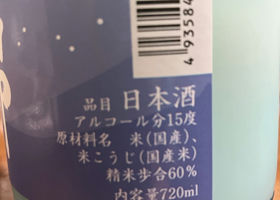 品目 日本酒
アルコール分15度
原材料名 米(国産)、
米こうじ(国産米)
精米歩合60%
内容量720ml